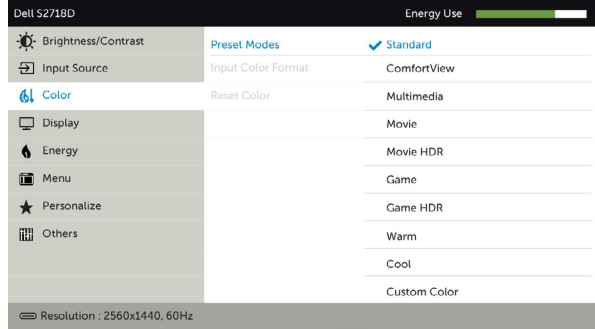 Dell S2718D
Energy Use
Brightness/Contrast
Input Source
Color
Display
Energy
Menu
Personalize
Others
Preset Modes
Input Color Format
Reset Color
Standard
ComfortView
Multimedia
Movie
Movie HDR
Game
Game HDR
Warm
Cool
Custom Color
Resolution : 2560x1440, 60Hz